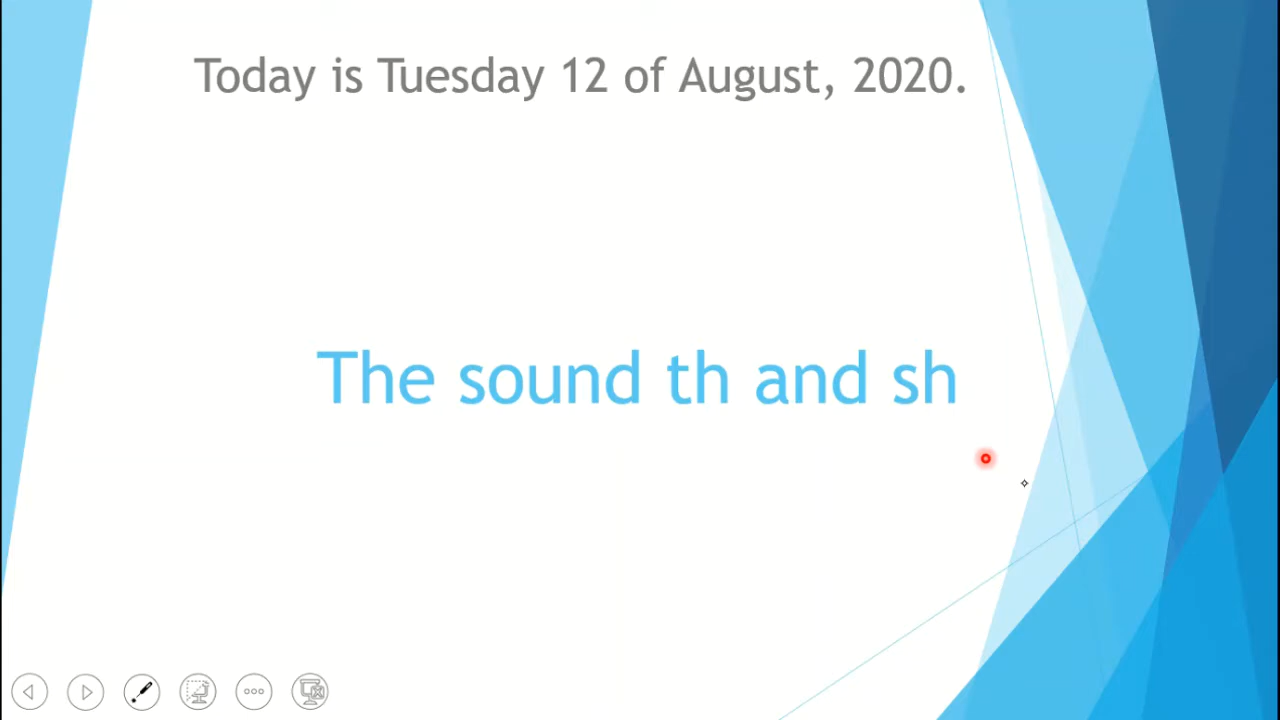 Today is Tuesday 12 of August, 2020.
The sound th and sh